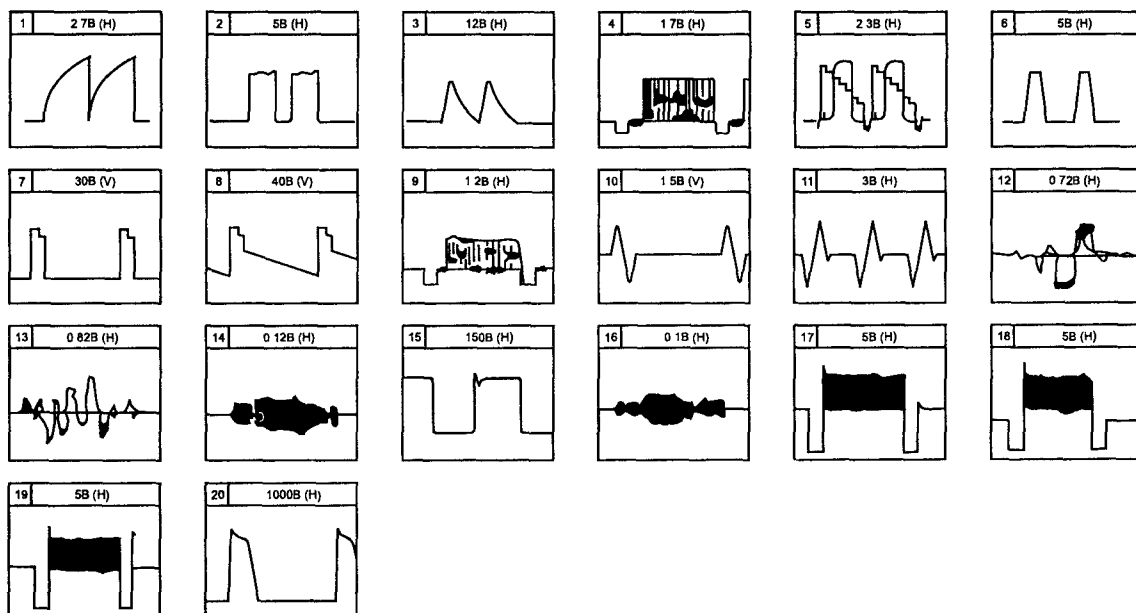 1 2 7B (H)
2 5B (H)
3 12B (H)
4 1 7B (H)
5 2 3B (H)
6 5B (H)
7 30B (V)
8 40B (V)
9 1 2B (H)
10 1 5B (V)
11 3B (H)
12 0 72B (H)
13 0 82B (H)
14 0 12B (H)
15 150B (H)
16 0 1B (H)
17 5B (H)
18 5B (H)
19 5B (H)
20 1000B (H)